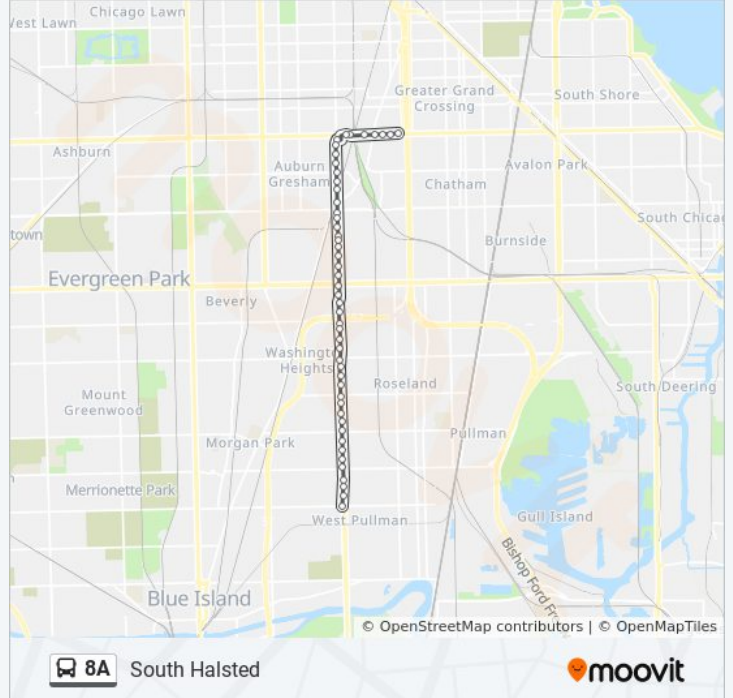 Chicago Lawn
West Lawn
Greater Grand
Crossing
South Shore
Ashburn
Auburn
Gresham
Avalon Park
Chatham
South Chica
town
Burnside
Evergreen Park
Beverly
Washingto
Heights
Roseland
South Deering
Mount
Greenwood
Morgan Park
Pullman
Merrionette Park
West Pullman
Gull Island
Bishop Ford Fr
Blue Island
© OpenStreetMap contributors | © OpenMapTiles
8A South Halsted
moovit